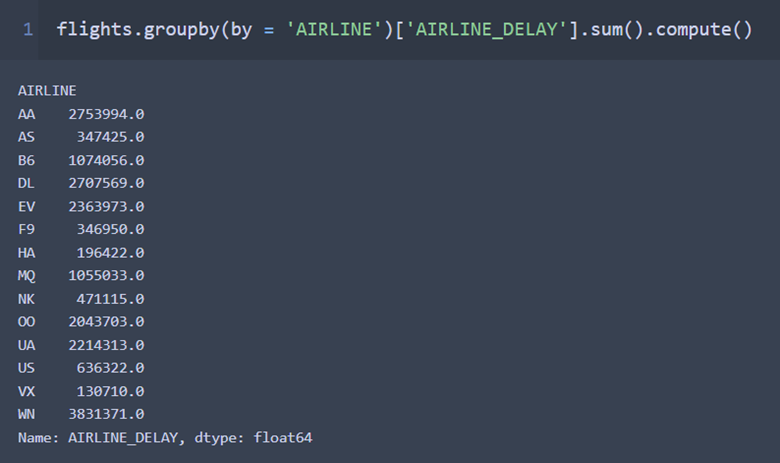 1 flights.groupby(by = 'AIRLINE')['AIRLINE_DELAY'].sum().compute()
AIRLINE
AA 2753994.0
AS 347425.0
B6 1074056.0
DL 2707569.0
EV 2363973.0
F9 346950.0
HA 196422.0
MQ 1055033.0
NK 471115.0
OO 2043703.0
UA 2214313.0
US 636322.0
VX 130710.0
WN 3831371.0
Name: AIRLINE_DELAY, dtype: float64